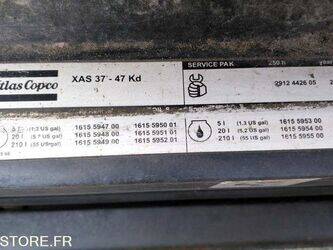 SERVICE PAK 250 h
Atlas Copco XAS 37 - 47 Kd
2912 4426 05
5 l (1,3 US gal) 1615 5947 00 1615 5950 01 5 l (1,3 US gal) 1615 5953 00
20 l (5,2 US gal) 1615 5948 00 1615 5951 01 20 l (5,2 US gal) 1615 5954 00
210 l (55 US gal) 1615 5949 00 1615 5952 01 210 l (55 US gal) 1615 5955 00
STORE.FR